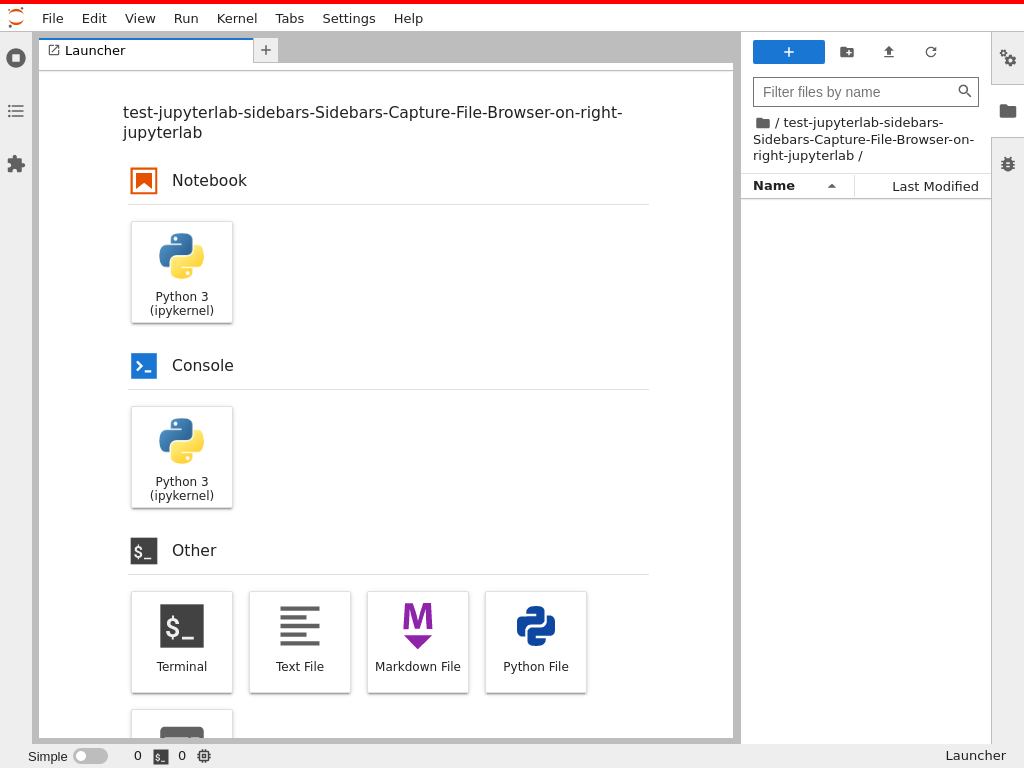 File Edit View Run Kernel Tabs Settings Help
Launcher
test-jupyterlab-sidebars-Sidebars-Capture-File-Browser-on-right-
jupyterlab
Notebook
Python 3
(ipykernel)
Console
Python 3
(ipykernel)
$_ Other
$_
Terminal
Text File
M
Markdown File
Python File
+
Filter files by name
/ test-jupyterlab-sidebars-
Sidebars-Capture-File-Browser-on-
right-jupyterlab /
Name Last Modified
Simple 0 $_ 0 Launcher